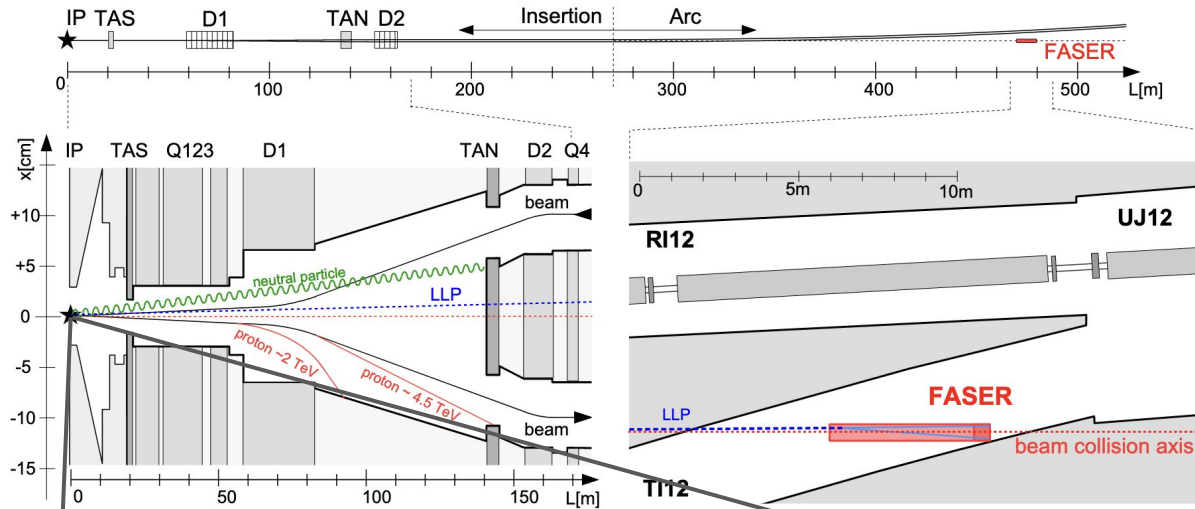 IP TAS D1 TAN D2 Insertion Arc
FASER
0 100 200 300 400 500 L[m]
x[cm]
IP TAS Q123 D1 TAN D2 Q4
+10
+5
0
-5
-10
-15
beam
neutral particle
LLP
proton ~2 TeV
proton ~ 4.5 TeV
beam
0 50 100 150 L[m]
0 5m 10m
RI12
UJ12
FASER
LLP
beam collision axis
TI12